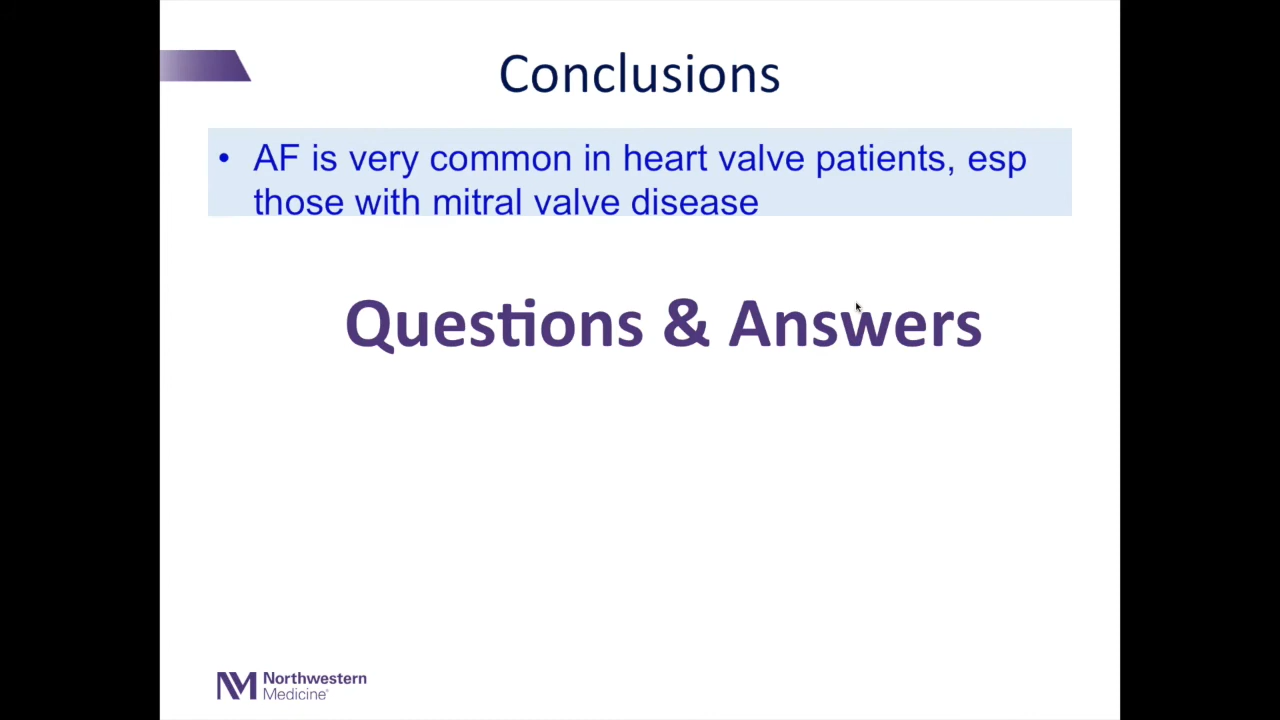 Conclusions
• AF is very common in heart valve patients, esp
those with mitral valve disease
Questions & Answers
NM Northwestern
Medicine®